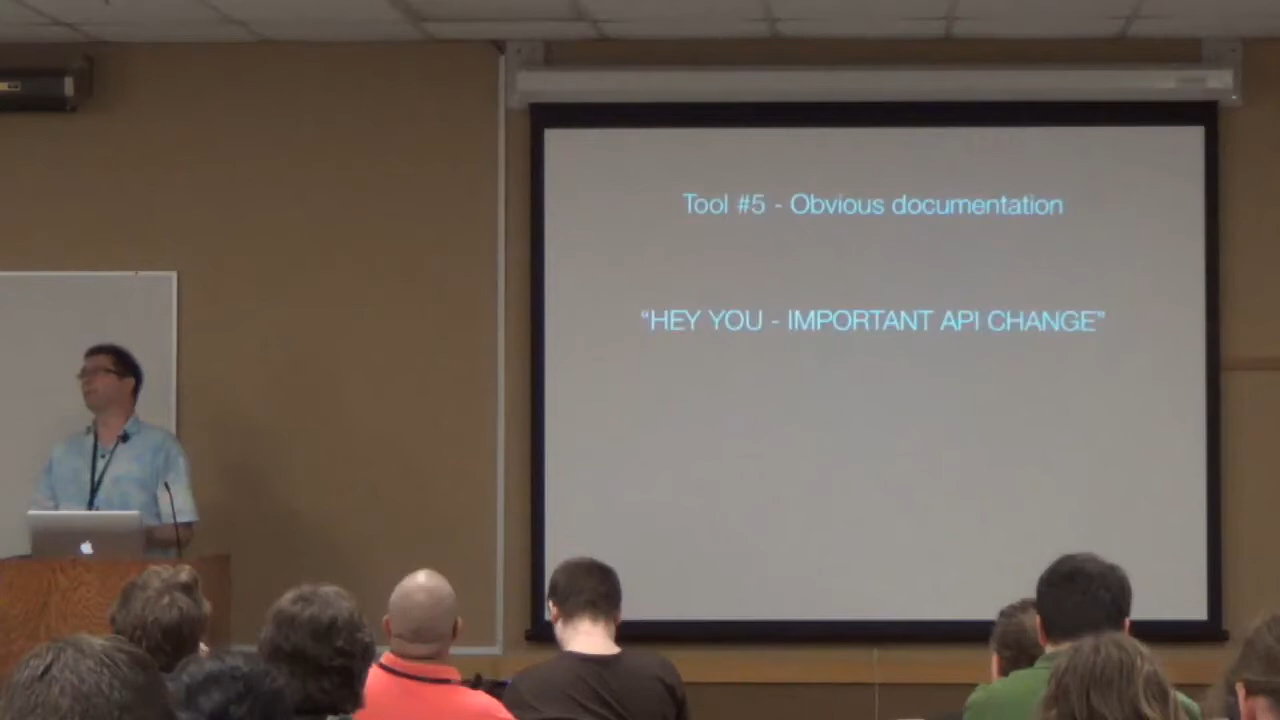 Tool #5 - Obvious documentation
“HEY YOU - IMPORTANT API CHANGE”